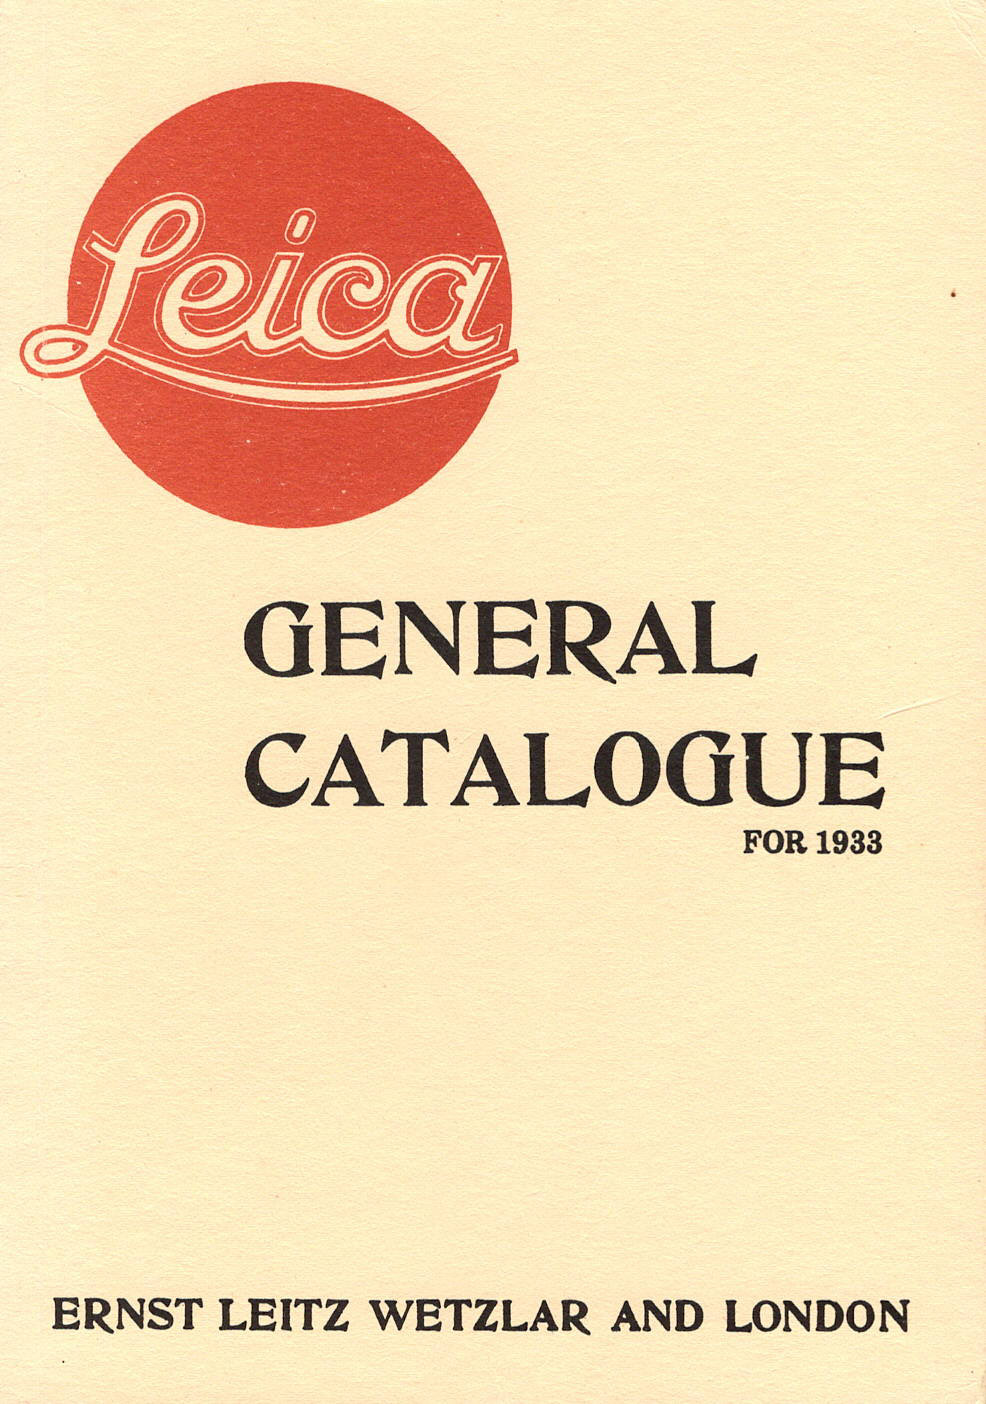 Leica
GENERAL
CATALOGUE
FOR 1933
ERNST LEITZ WETZLAR AND LONDON